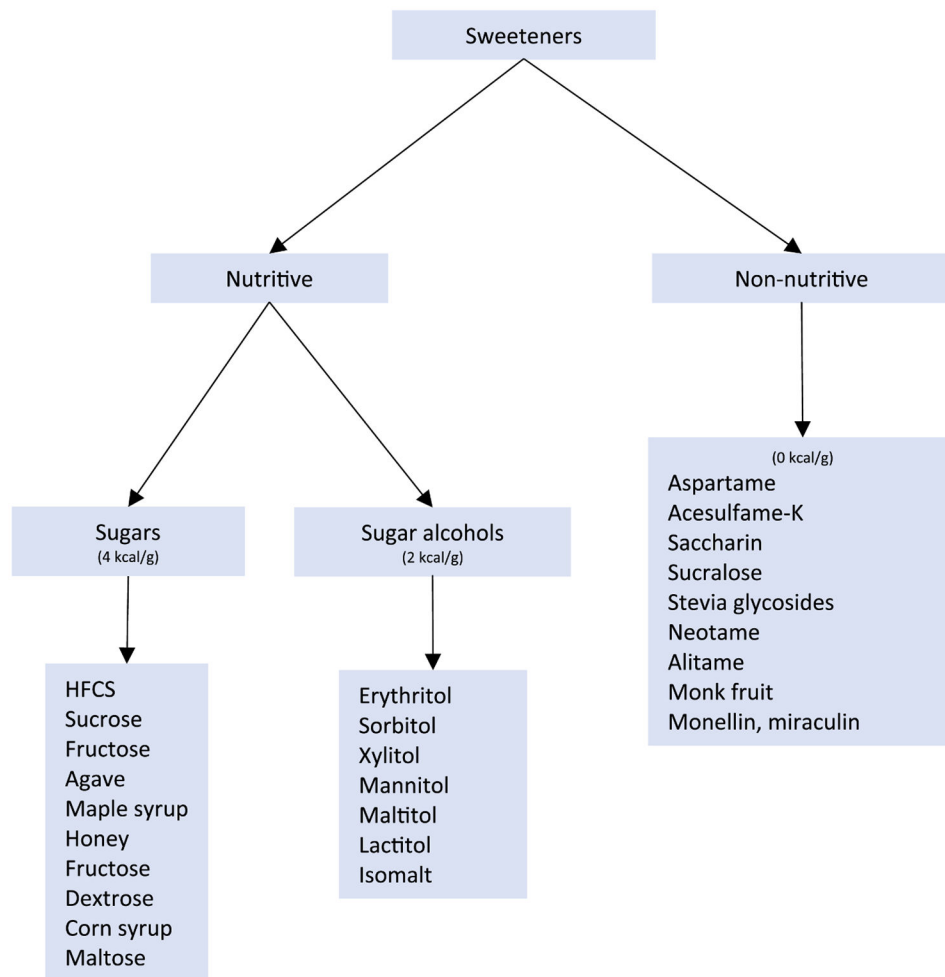 Sweeteners
Nutritive
Non-nutritive
Sugars
(4 kcal/g)
Sugar alcohols
(2 kcal/g)
(0 kcal/g)
Aspartame
Acesulfame-K
Saccharin
Sucralose
Stevia glycosides
Neotame
Alitame
Monk fruit
Monellin, miraculin
HFCS
Sucrose
Fructose
Agave
Maple syrup
Honey
Fructose
Dextrose
Corn syrup
Maltose
Erythritol
Sorbitol
Xylitol
Mannitol
Maltitol
Lactitol
Isomalt